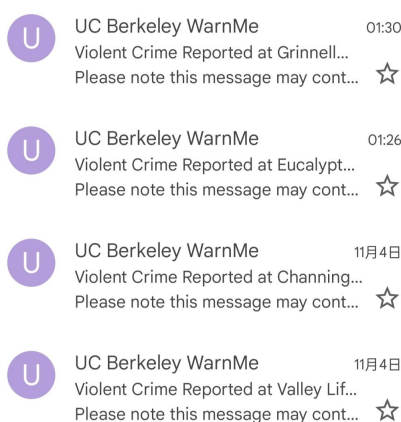 U
UC Berkeley WarnMe 01:30
Violent Crime Reported at Grinnell...
Please note this message may cont...
U
UC Berkeley WarnMe 01:26
Violent Crime Reported at Eucalypt...
Please note this message may cont...
U
UC Berkeley WarnMe 11月4日
Violent Crime Reported at Channing...
Please note this message may cont...
U
UC Berkeley WarnMe 11月4日
Violent Crime Reported at Valley Lif...
Please note this message may cont...